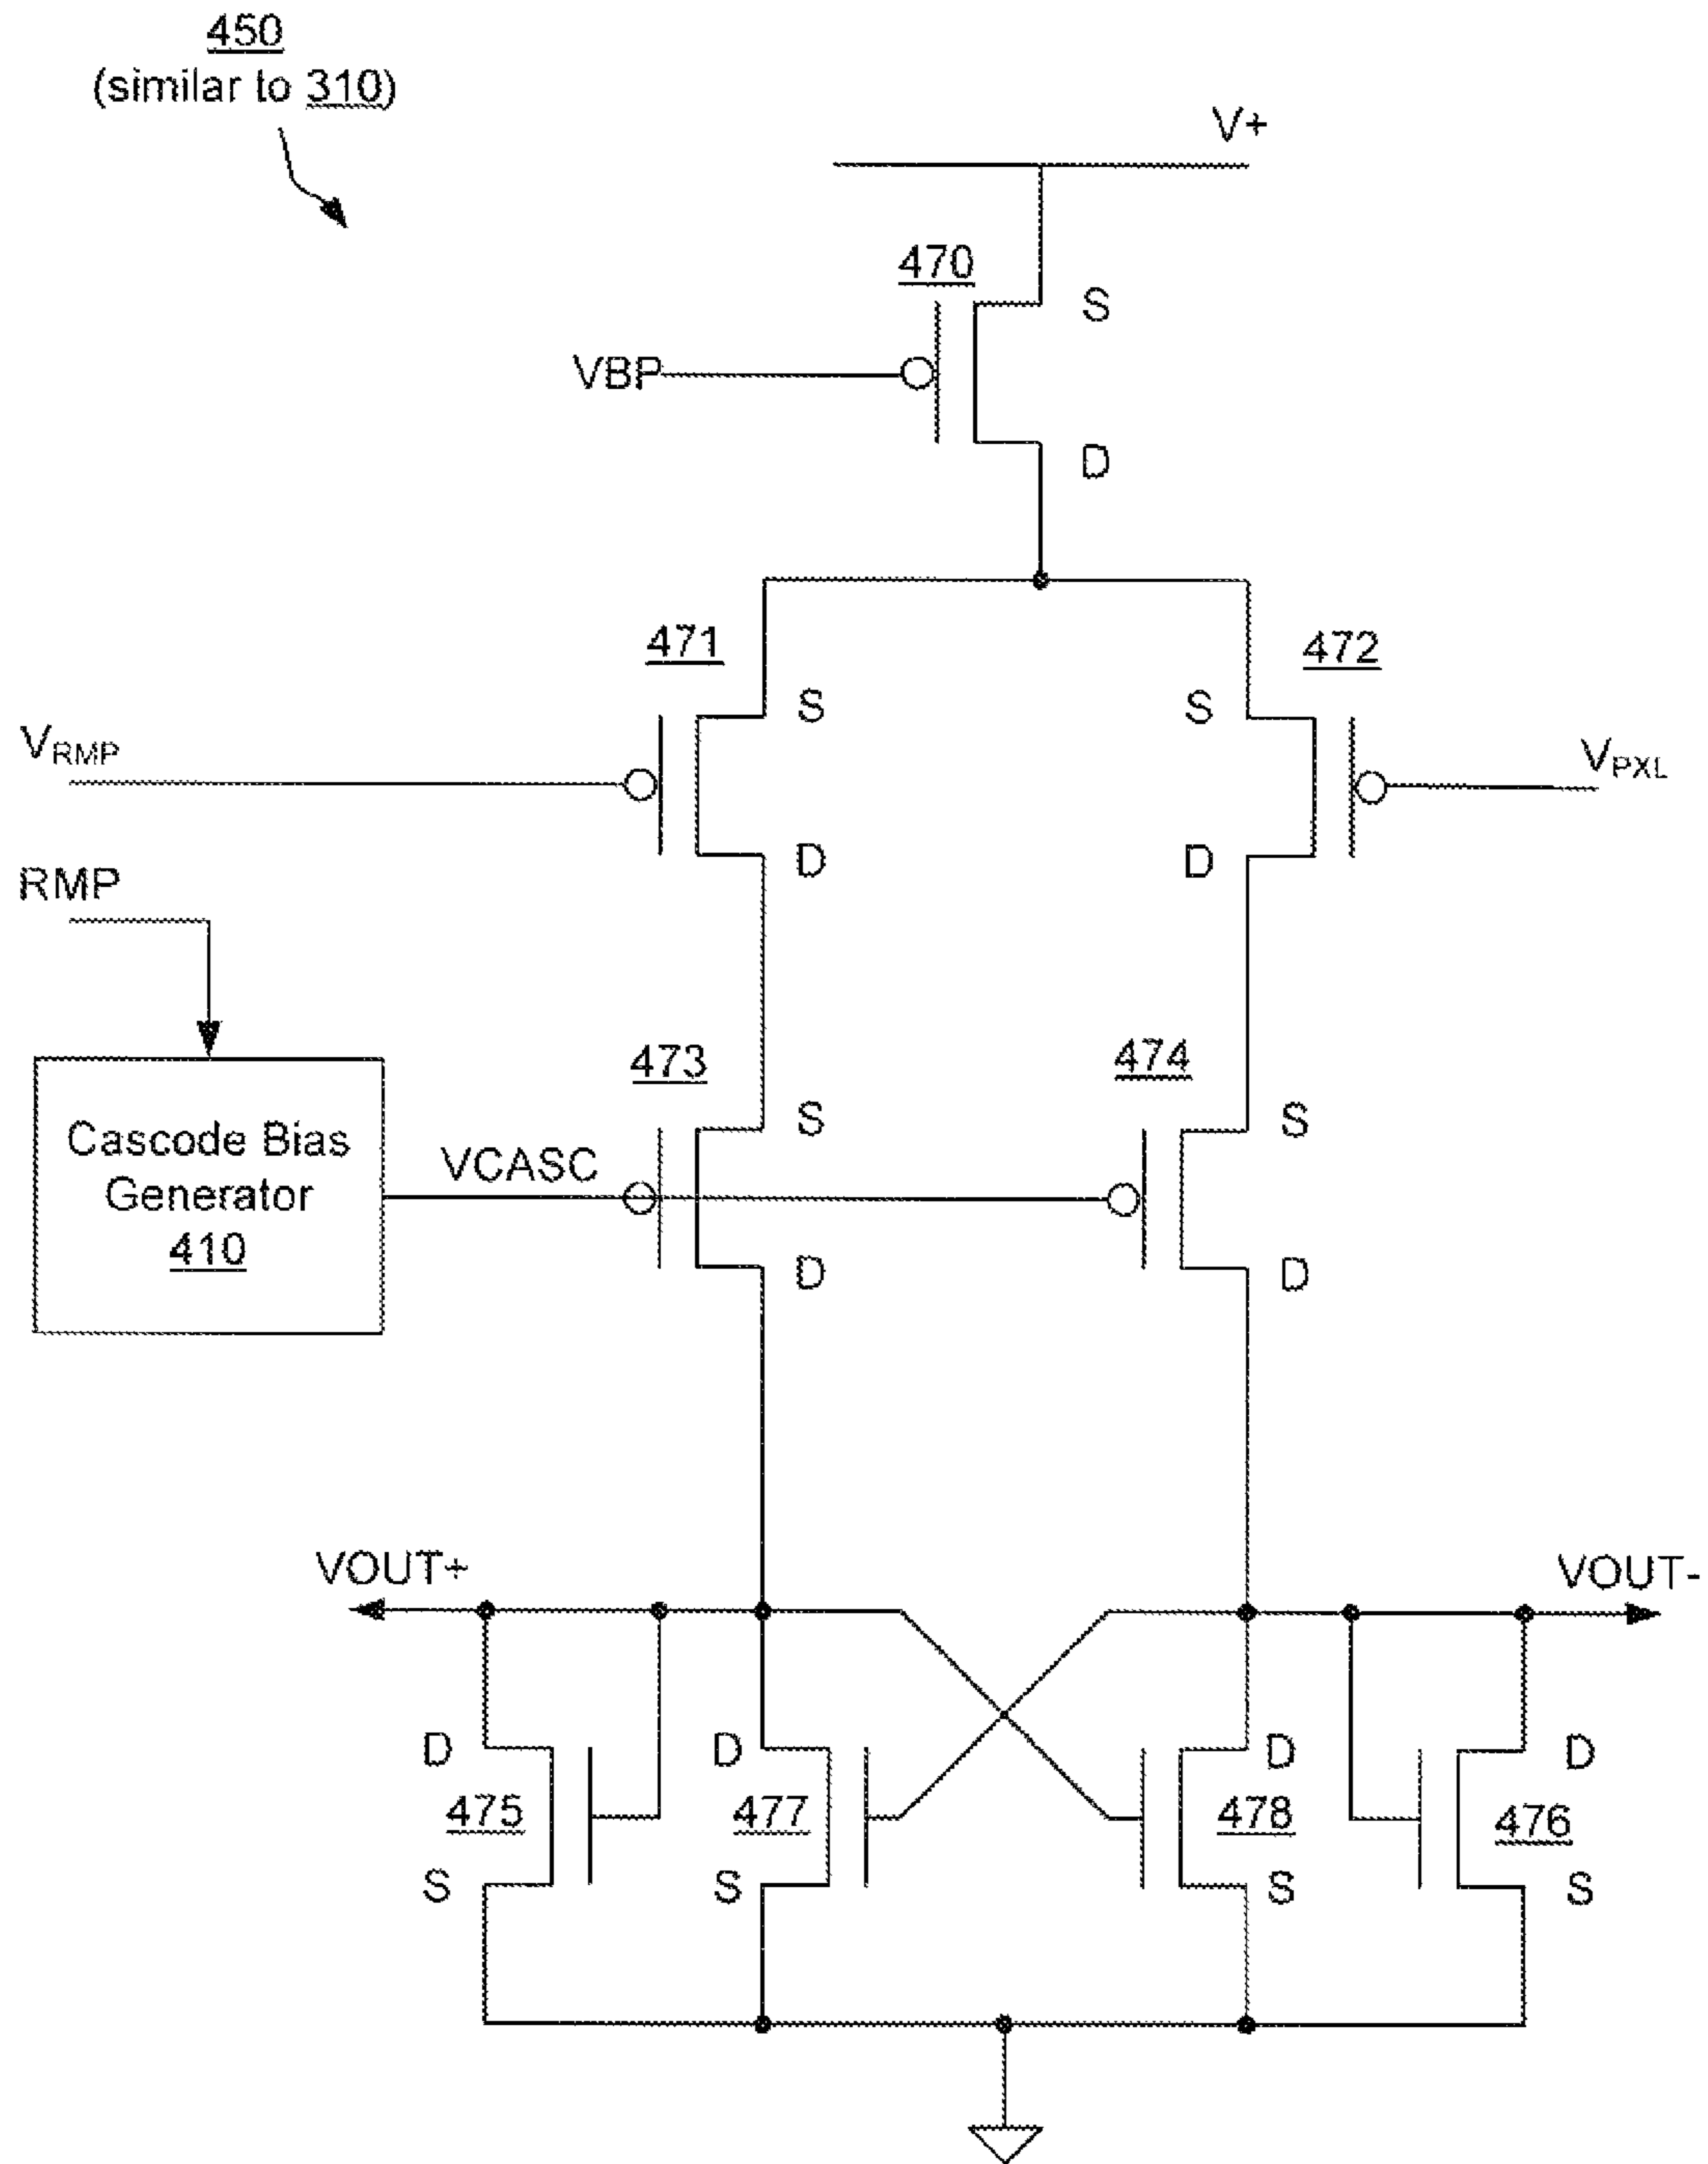 450
(similar to 310)
V+
470
S
VBP
D
471
472
S
S
VRMP
VPXL
D
D
RMP
473
474
S
S
Cascode Bias
Generator
410
VCASC
D
D
VOUT+
VOUT-
D
D
D
D
475
477
478
476
S
S
S
S